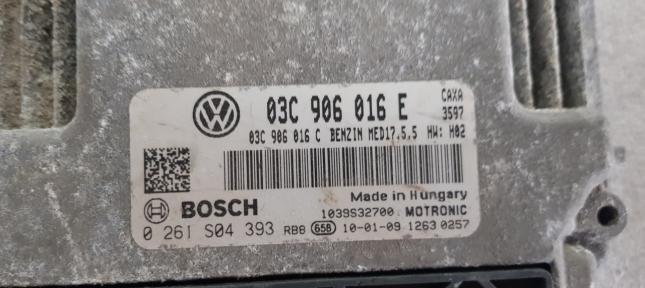 03C 906 016 E CAXA
3597
03C 906 016 C BENZIN MED17.5.5 HW: H02
Made in Hungary
BOSCH 1039S32700 MOTRONIC
0 261 S04 393 RBB 658 10-01-09 1263 0257